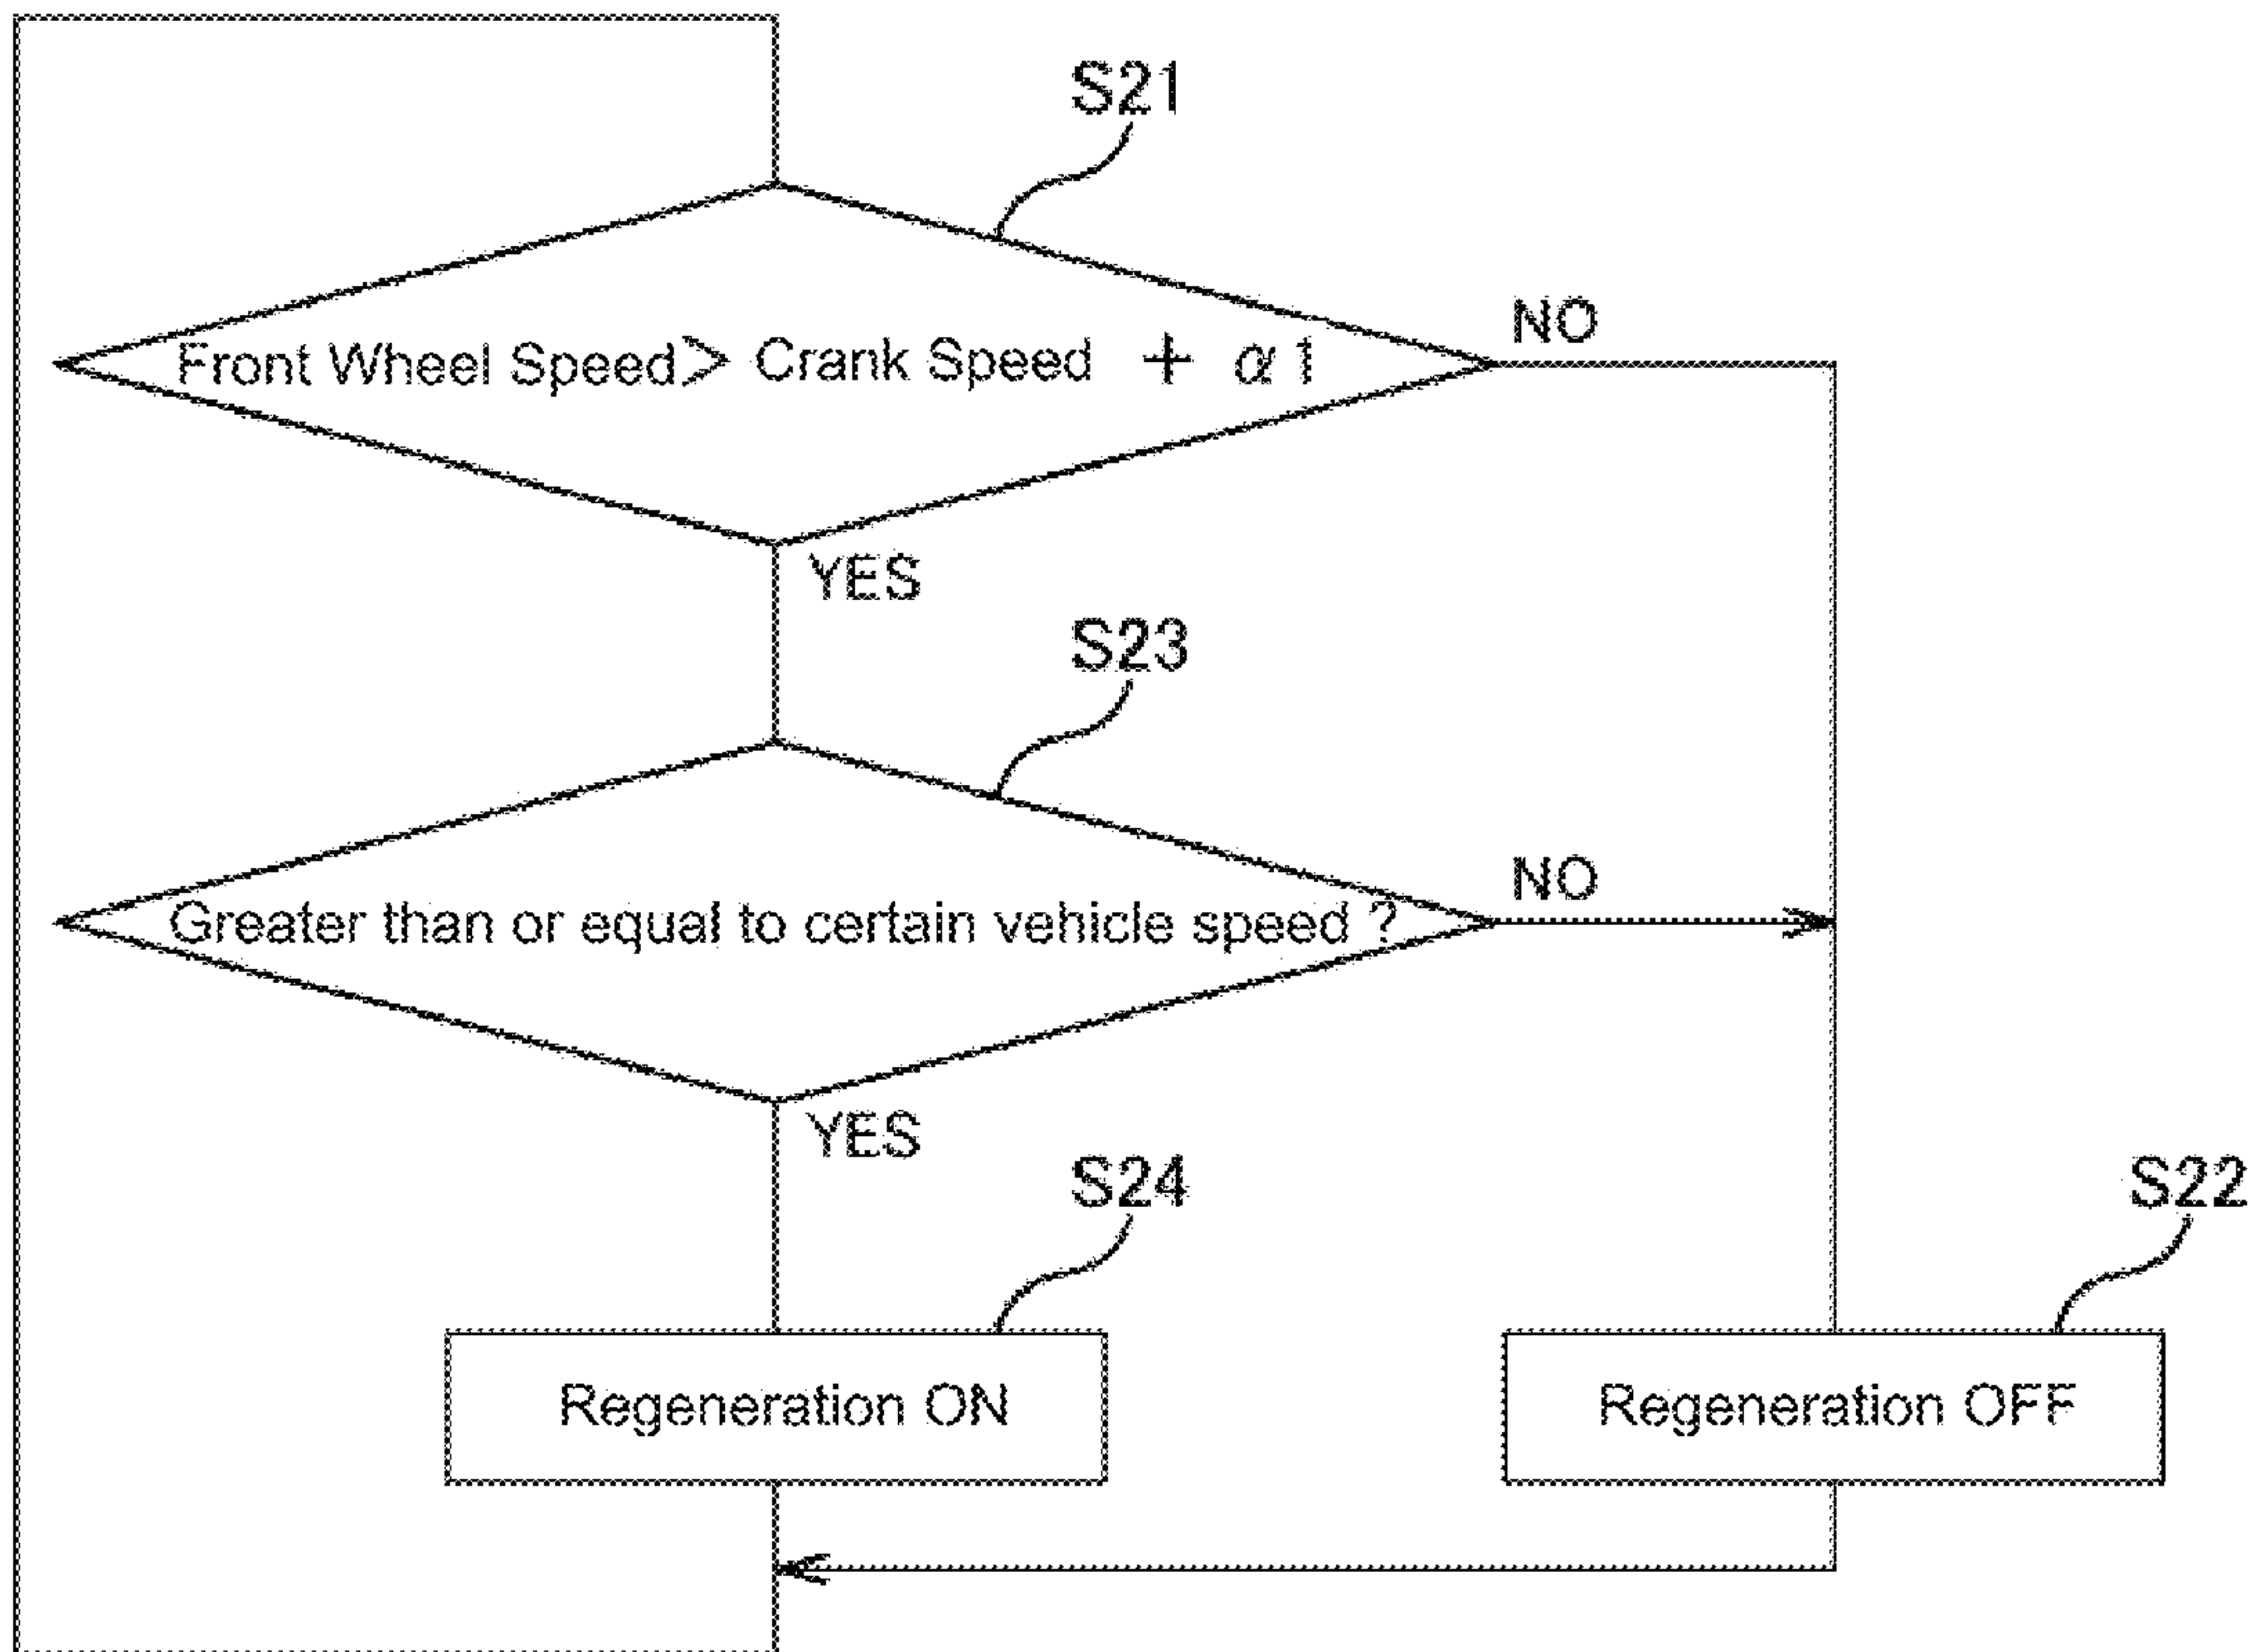 S21
Front Wheel Speed > Crank Speed + α1
NO
YES
S23
Greater than or equal to certain vehicle speed ?
NO
YES
S24
S22
Regeneration ON
Regeneration OFF